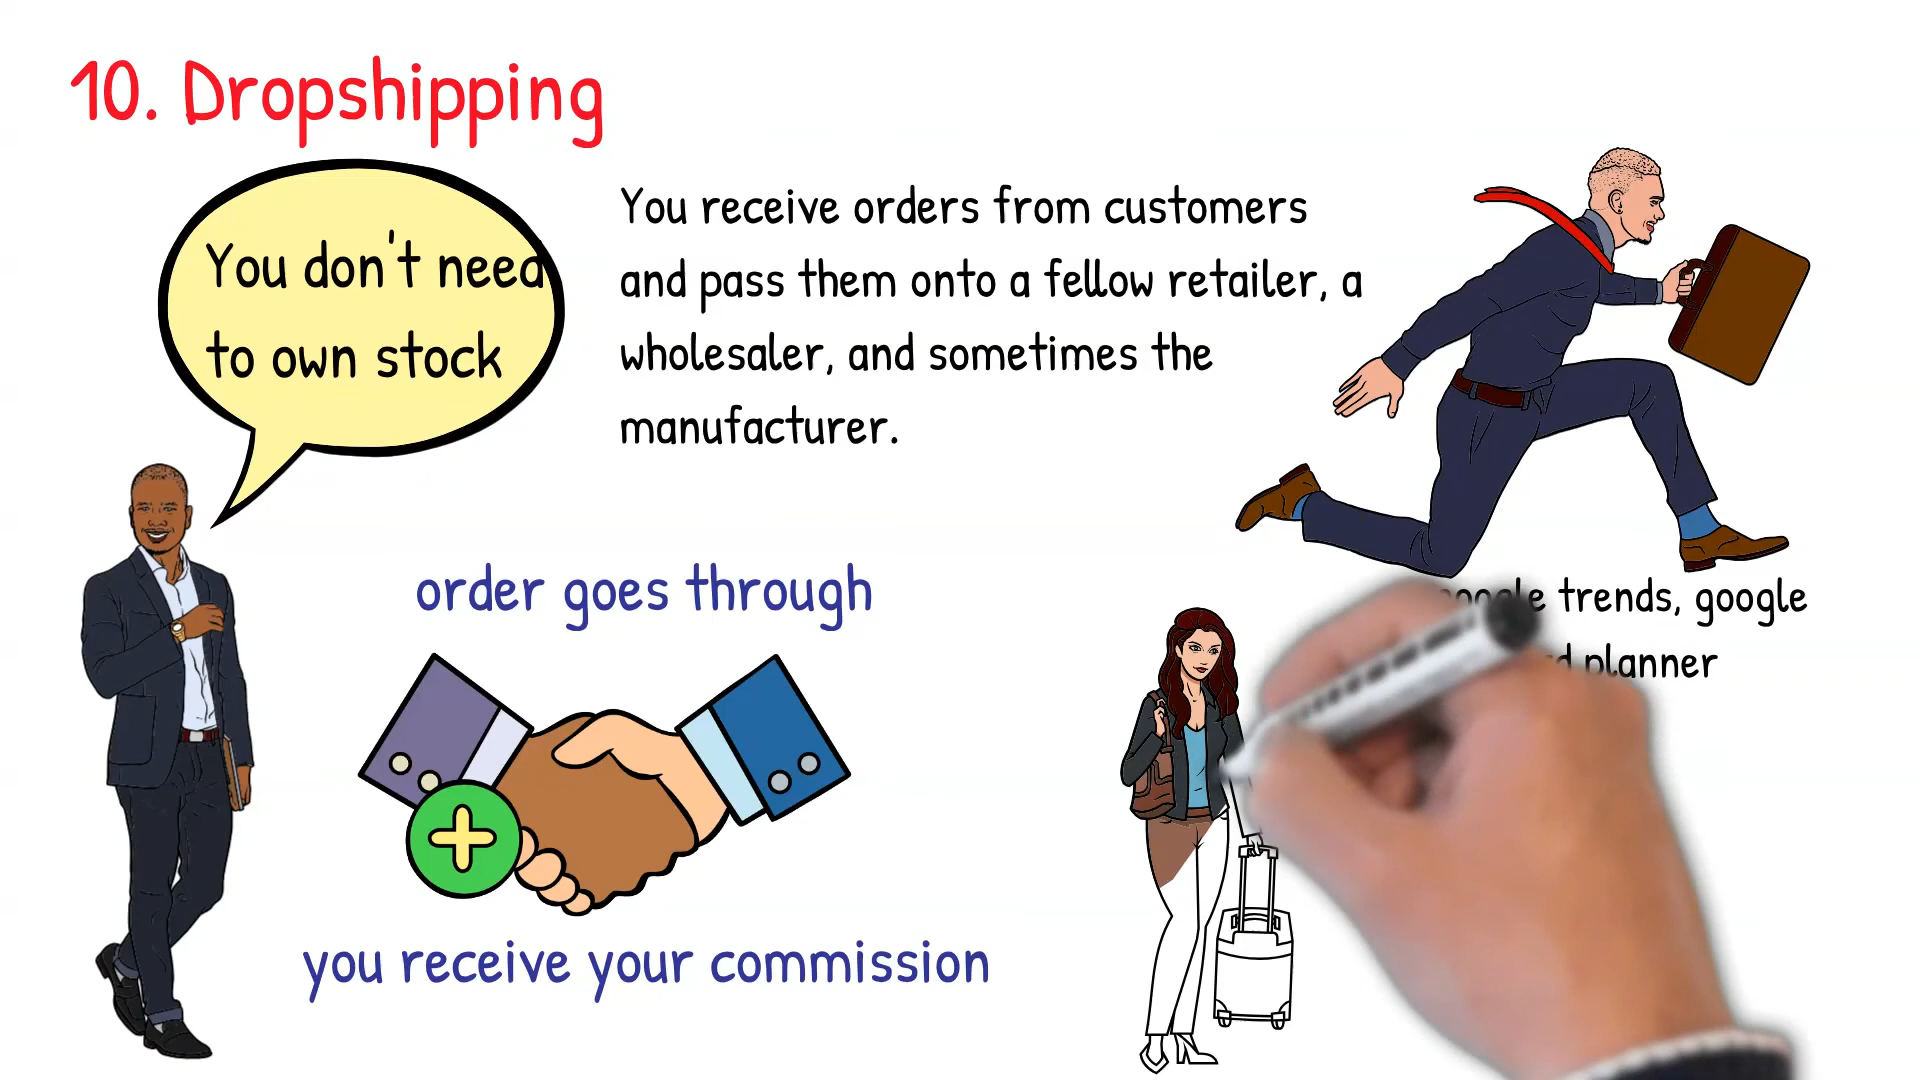 10. Dropshipping
You don't need
to own stock
You receive orders from customers
and pass them onto a fellow retailer, a
wholesaler, and sometimes the
manufacturer.
order goes through
you receive your commission
google trends, google
planner